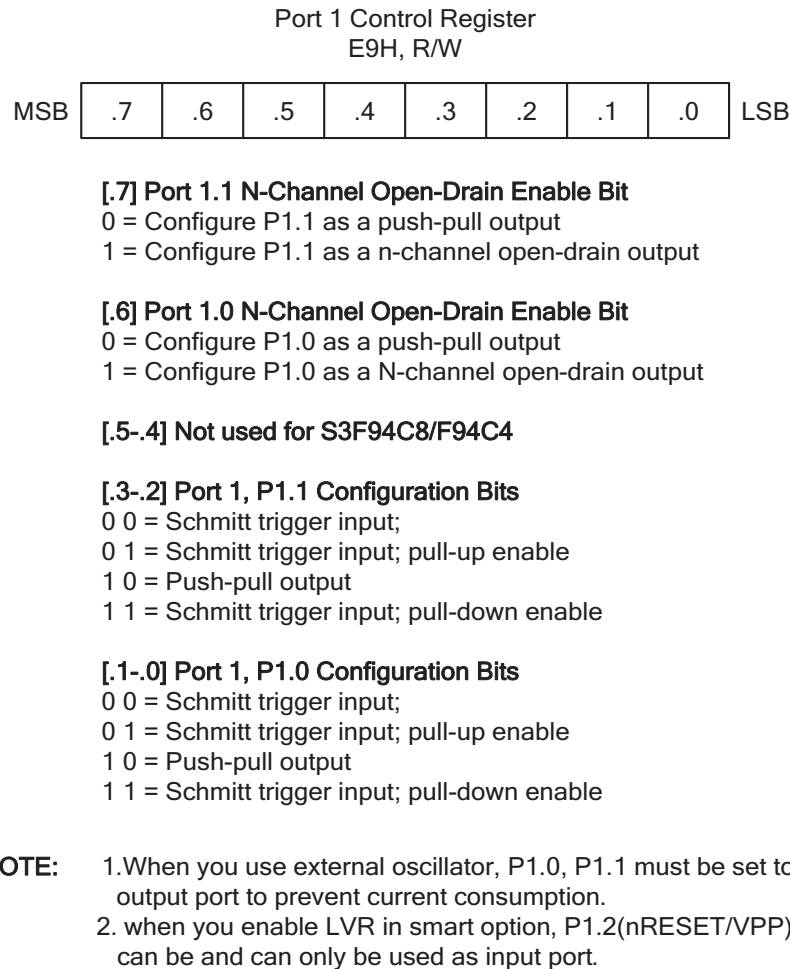 Port 1 Control Register
E9H, R/W
MSB .7 .6 .5 .4 .3 .2 .1 .0 LSB
[.7] Port 1.1 N-Channel Open-Drain Enable Bit
0 = Configure P1.1 as a push-pull output
1 = Configure P1.1 as a n-channel open-drain output
[.6] Port 1.0 N-Channel Open-Drain Enable Bit
0 = Configure P1.0 as a push-pull output
1 = Configure P1.0 as a N-channel open-drain output
[.5-.4] Not used for S3F94C8/F94C4
[.3-.2] Port 1, P1.1 Configuration Bits
0 0 = Schmitt trigger input;
0 1 = Schmitt trigger input; pull-up enable
1 0 = Push-pull output
1 1 = Schmitt trigger input; pull-down enable
[.1-.0] Port 1, P1.0 Configuration Bits
0 0 = Schmitt trigger input;
0 1 = Schmitt trigger input; pull-up enable
1 0 = Push-pull output
1 1 = Schmitt trigger input; pull-down enable
OTE: 1.When you use external oscillator, P1.0, P1.1 must be set to
output port to prevent current consumption.
2. when you enable LVR in smart option, P1.2(nRESET/VPP)
can be and can only be used as input port.